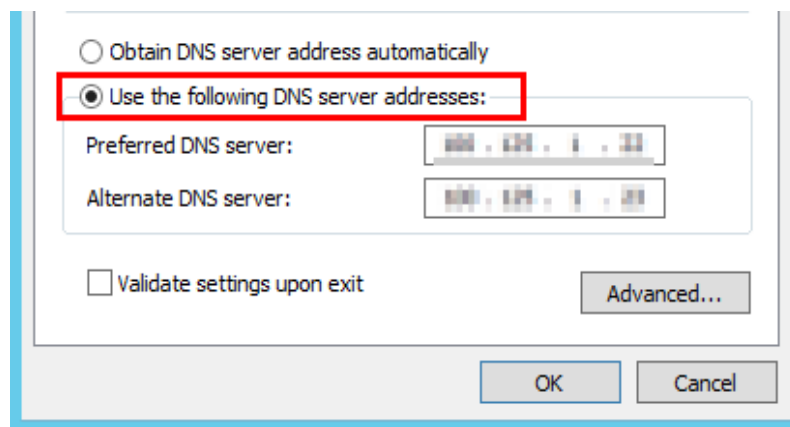 Obtain DNS server address automatically
Use the following DNS server addresses:
Preferred DNS server:
Alternate DNS server:
Validate settings upon exit
Advanced...
OK
Cancel